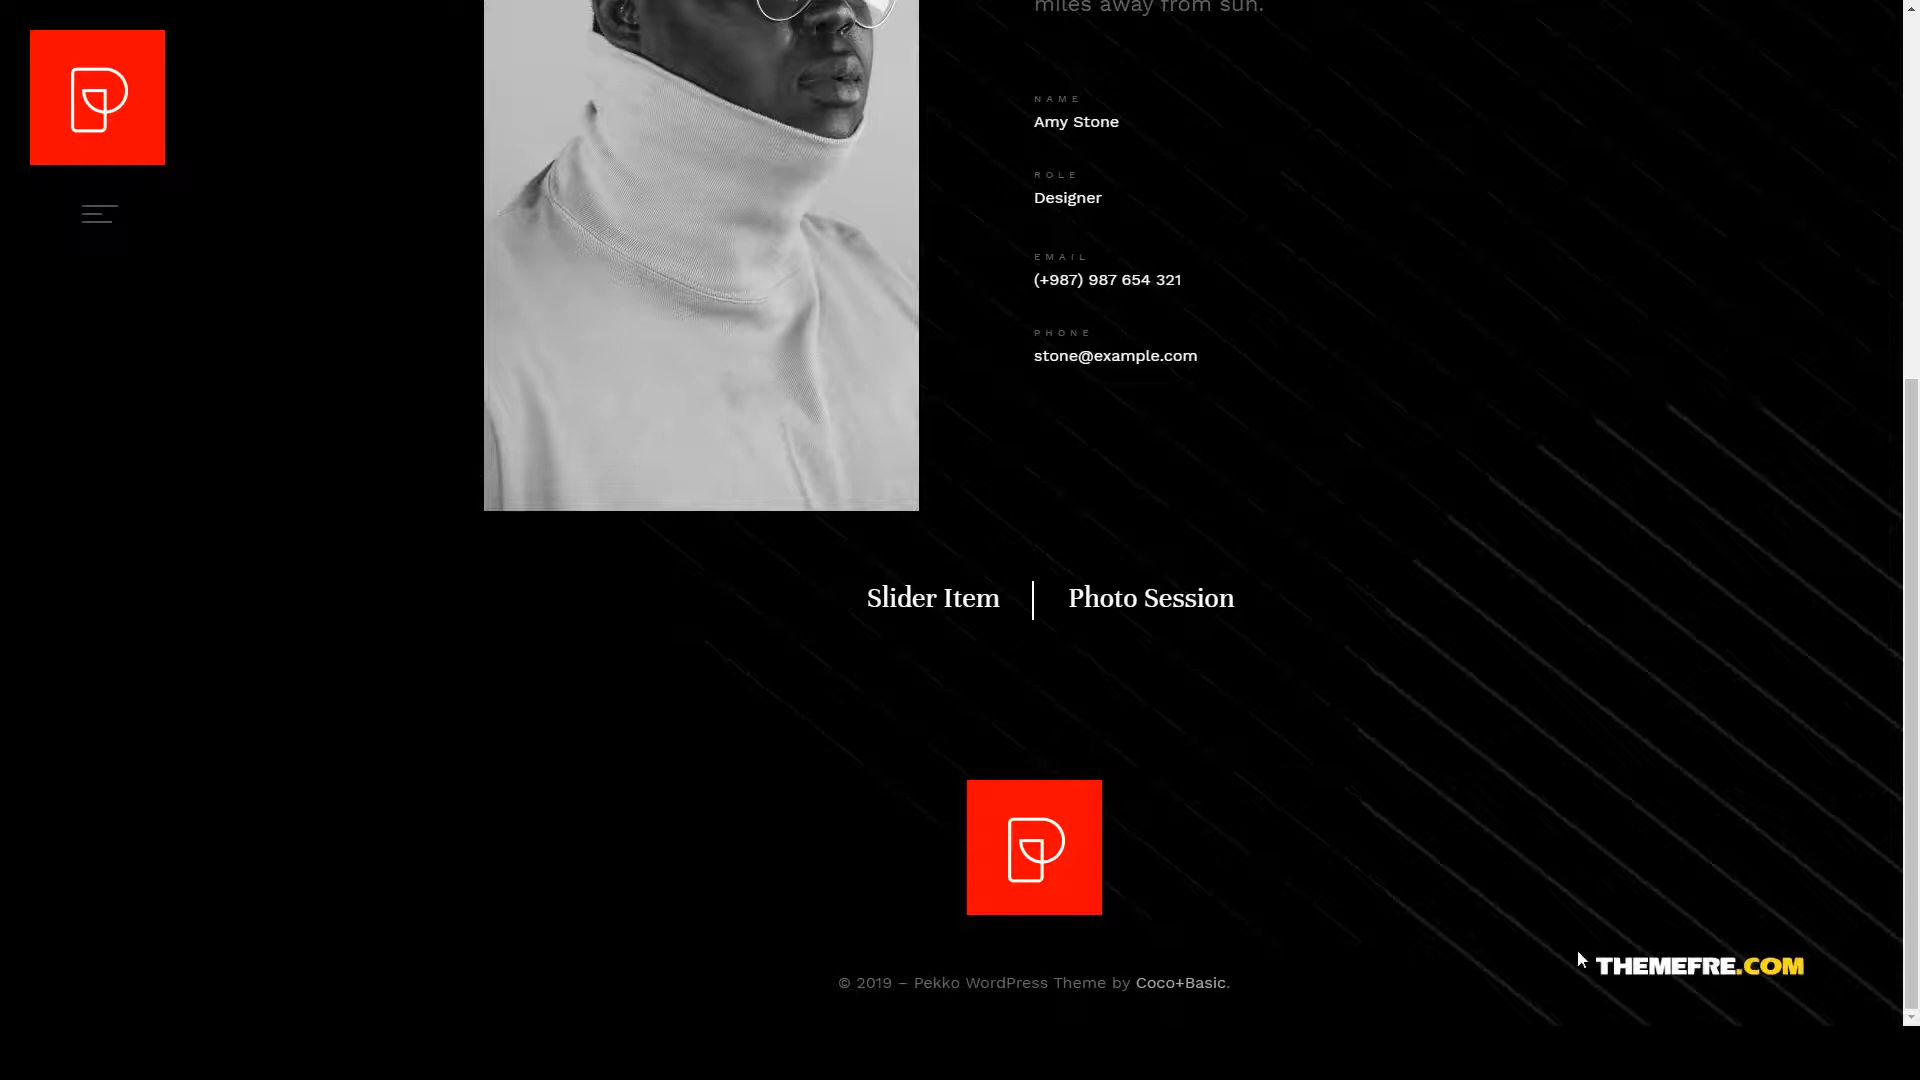 miles away from sun.
NAME
Amy Stone
ROLE
Designer
EMAIL
(+987) 987 654 321
PHONE
stone@example.com
Slider Item
Photo Session
© 2019 – Pekko WordPress Theme by Coco+Basic.
THEMEFRE.COM